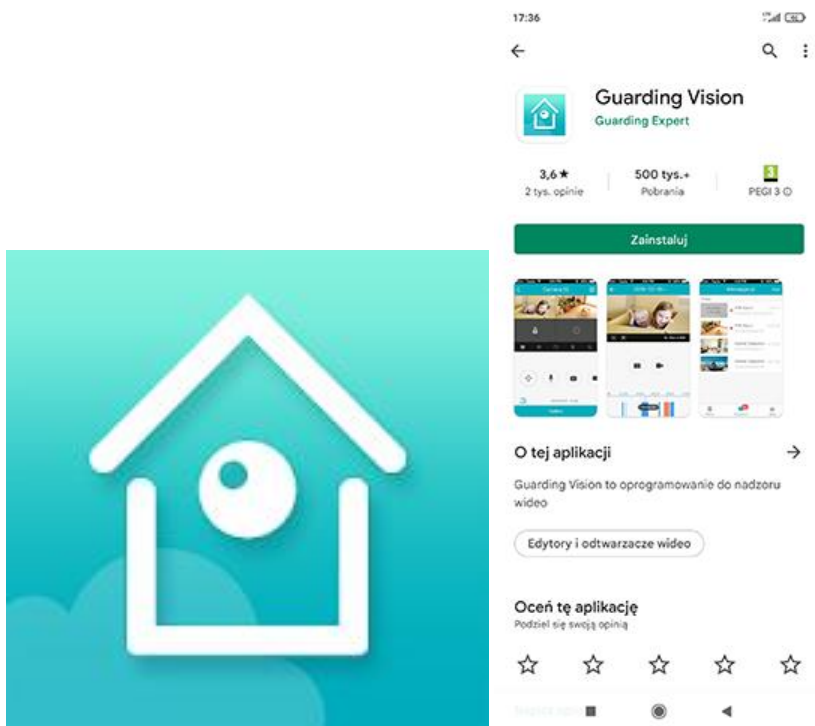 17:36
Guarding Vision
Guarding Expert
3,6★
500 tys.+
3
2 tys. opinie
Pobrania
PEGI 3
Zainstaluj
O tej aplikacji
Guarding Vision to oprogramowanie do nadzoru
wideo
Edytory i odtwarzacze wideo
Oceń tę aplikację
Podziel się swoją opinią